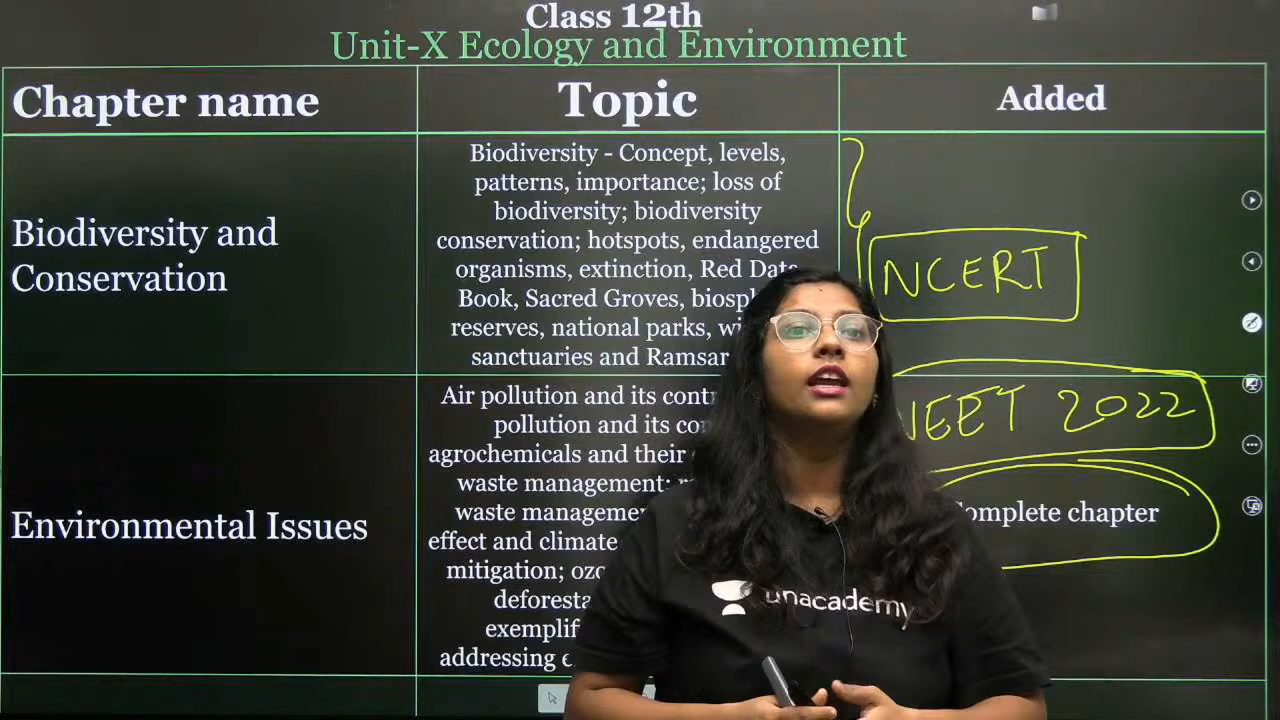 Class 12th
Unit-X Ecology and Environment
Chapter name
Topic
Added
Biodiversity and
Conservation
Biodiversity - Concept, levels,
patterns, importance; loss of
biodiversity; biodiversity
conservation; hotspots, endangered
organisms, extinction, Red Data
Book, Sacred Groves,
reserves, national parks,
sanctuaries and Ramsar
NCERT
Environmental Issues
Air pollution and its
pollution and its
agrochemicals and their
waste management;
waste
effect and climate
mitigation;
addressing
NEET 2022
Complete chapter
unacademy